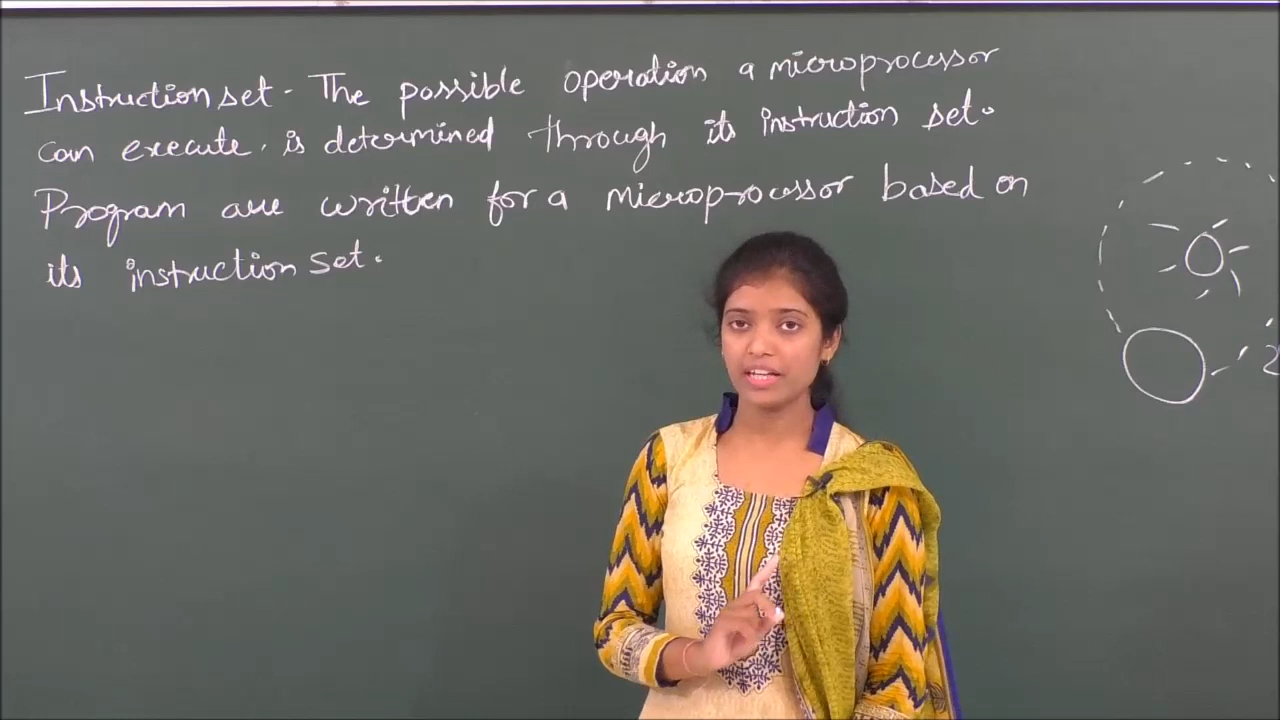 Instruction set - The possible operation a microprocessor
can execute. is determined through its instruction set.
Program are written for a microprocessor based on
its instruction set.
2